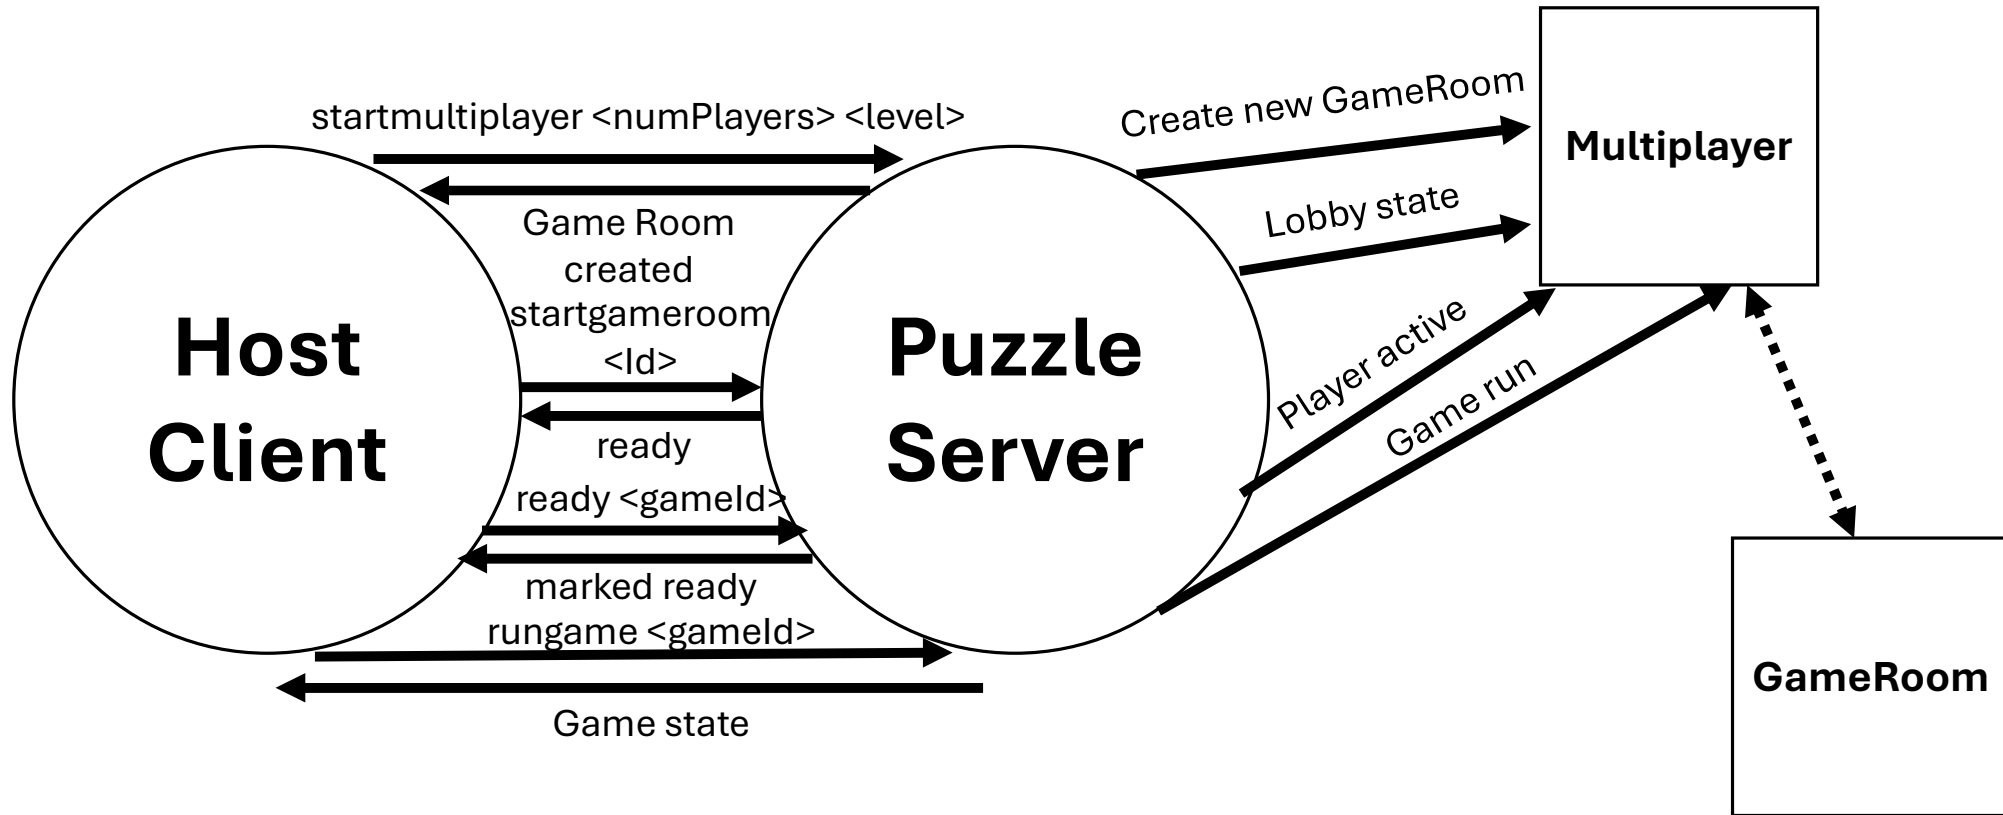 startmultiplayer <numPlayers> <level>
Game Room
created
startgameroom
<Id>
ready
ready <gameId>
marked ready
rungame <gameId>
Game state
Host
Client
Puzzle
Server
Create new GameRoom
Lobby state
Player active
Game run
Multiplayer
GameRoom